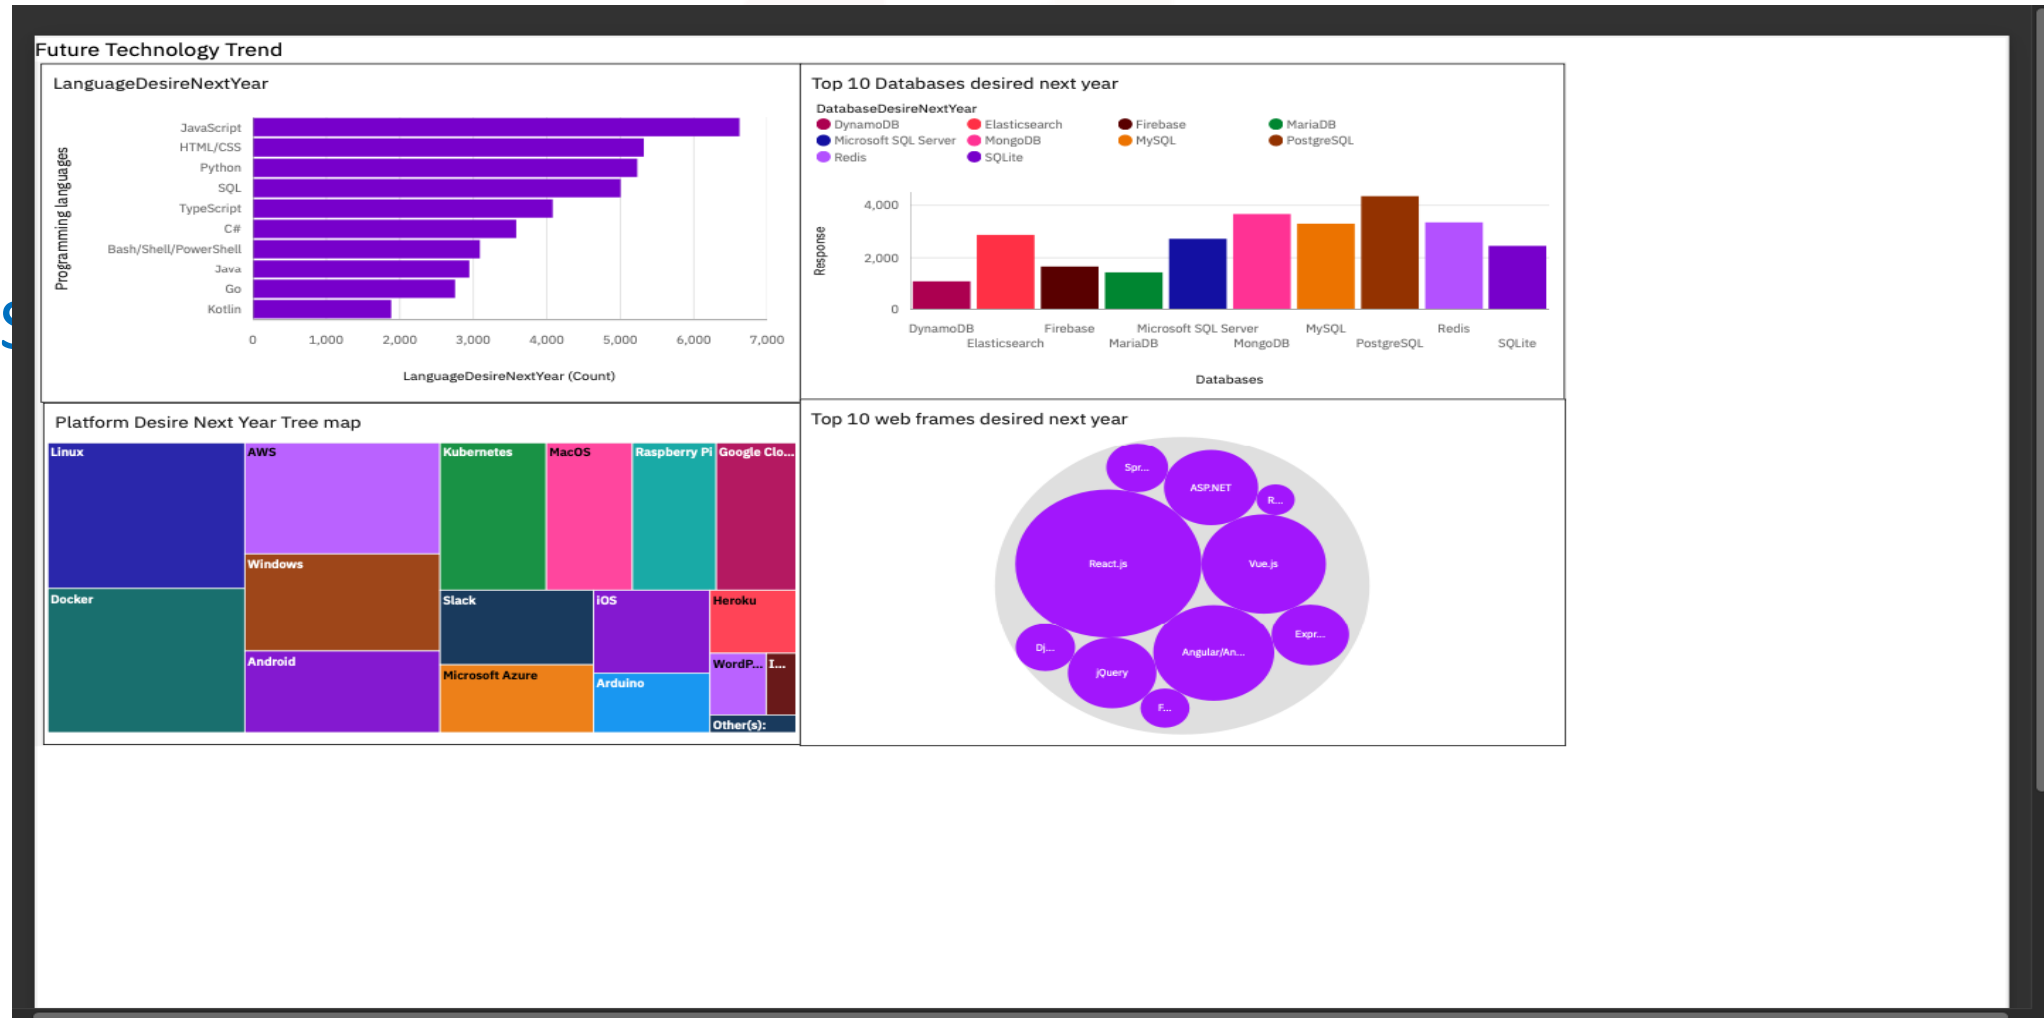 Future Technology Trend
LanguageDesireNextYear
Programming languages
JavaScript
HTML/CSS
Python
SQL
TypeScript
C#
Bash/Shell/PowerShell
Java
Go
Kotlin
0 1,000 2,000 3,000 4,000 5,000 6,000 7,000
LanguageDesireNextYear (Count)
Top 10 Databases desired next year
DatabaseDesireNextYear
DynamoDB Elasticsearch Firebase MariaDB
Microsoft SQL Server MongoDB MySQL PostgreSQL
Redis SQLite
Response
4,000
2,000
0
DynamoDB Firebase Microsoft SQL Server MySQL Redis
Elasticsearch MariaDB MongoDB PostgreSQL SQLite
Databases
Platform Desire Next Year Tree map
Linux AWS Kubernetes MacOS Raspberry Pi Google Clo...
Windows
Docker Slack iOS Heroku
Android WordP... I...
Microsoft Azure Arduino
Other(s):
Top 10 web frames desired next year
Spr...
ASP.NET
R...
React.js Vue.js
Expr...
Dj... Angular/An...
jQuery
F...